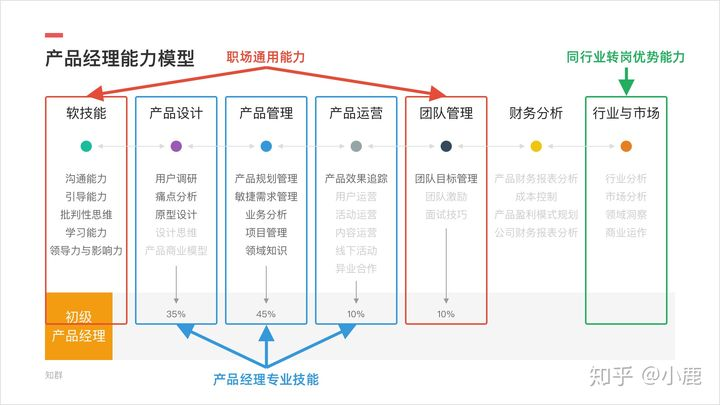 产品经理能力模型
职场通用能力
同行业转岗优势能力
软技能
产品设计
产品管理
产品运营
团队管理
财务分析
行业与市场
沟通能力
引导能力
批判性思维
学习能力
领导力与影响力
用户调研
痛点分析
原型设计
设计思维
产品商业模型
产品规划管理
敏捷需求管理
业务分析
项目管理
领域知识
产品效果追踪
用户运营
活动运营
内容运营
线下活动
异业合作
团队目标管理
团队激励
面试技巧
产品财务报表分析
成本控制
产品盈利模式规划
公司财务报表分析
行业分析
市场分析
领域洞察
商业运作
初级
产品经理
35%
45%
10%
10%
产品经理专业技能
知群
知乎 @小鹿